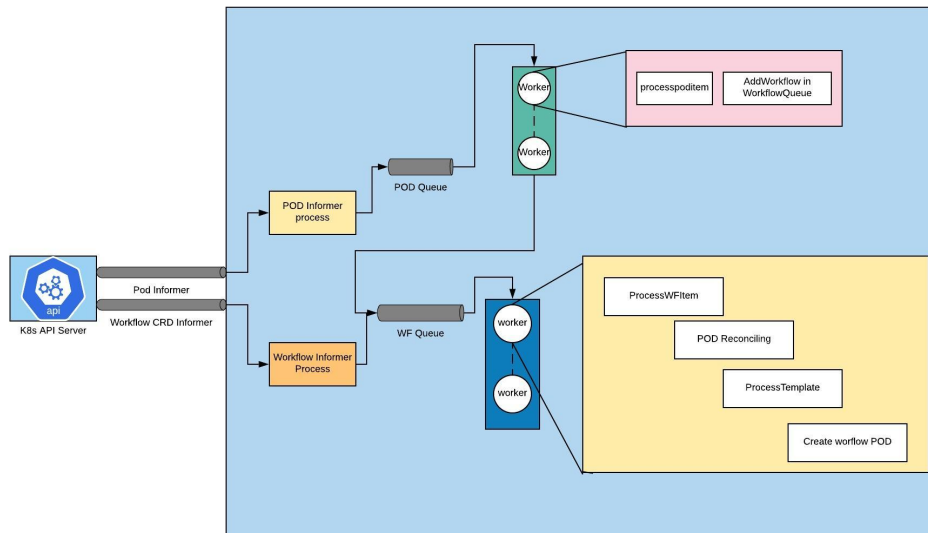 Worker
Worker
processpoditem
AddWorkflow in
WorkflowQueue
POD Queue
POD Informer
process
api
K8s API Server
Pod Informer
Workflow CRD Informer
Workflow Informer
Process
WF Queue
worker
worker
ProcessWFItem
POD Reconciling
ProcessTemplate
Create worflow POD